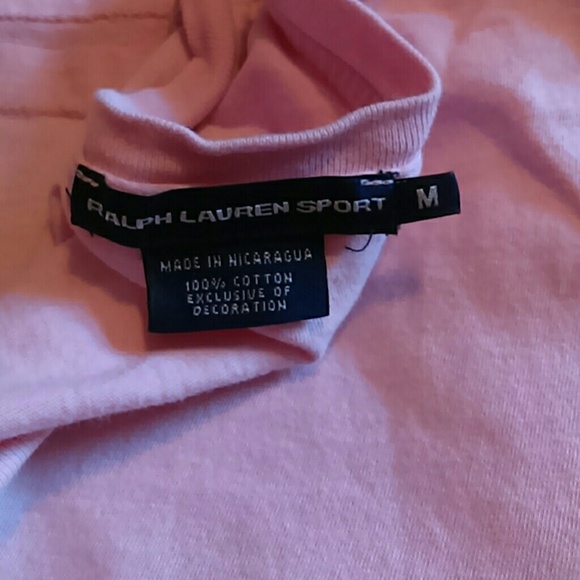 RALPH LAUREN SPORT M
MADE IN NICARAGUA
100% COTTON
EXCLUSIVE OF
DECORATION